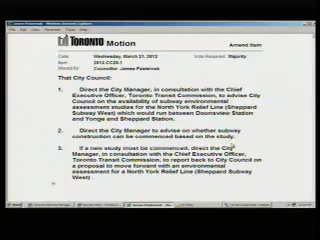 TORONTO Motion
Amend Item
Date: Wednesday, March 21, 2012 Vote Required: Majority
Item: 2012.CC20.1
Moved by: Councillor James Pasternak
That City Council:
1. Direct the City Manager, in consultation with the Chief
Executive Officer, Toronto Transit Commission, to advise City
Council on the availability of subway environmental
assessment studies for the North York Relief Line (Sheppard
Subway West) which would run between Downsview
Station and Yonge and Sheppard Station.
2. Direct the City Manager to advise on whether subway
construction can be commenced based on the study.
3. If a new study must be commenced, direct the City
Manager, in consultation with the Chief Executive Officer,
Toronto Transit Commission, to report back to City Council on
a proposal to move forward with an environmental
assessment for a North York Relief Line (Sheppard Subway
West).